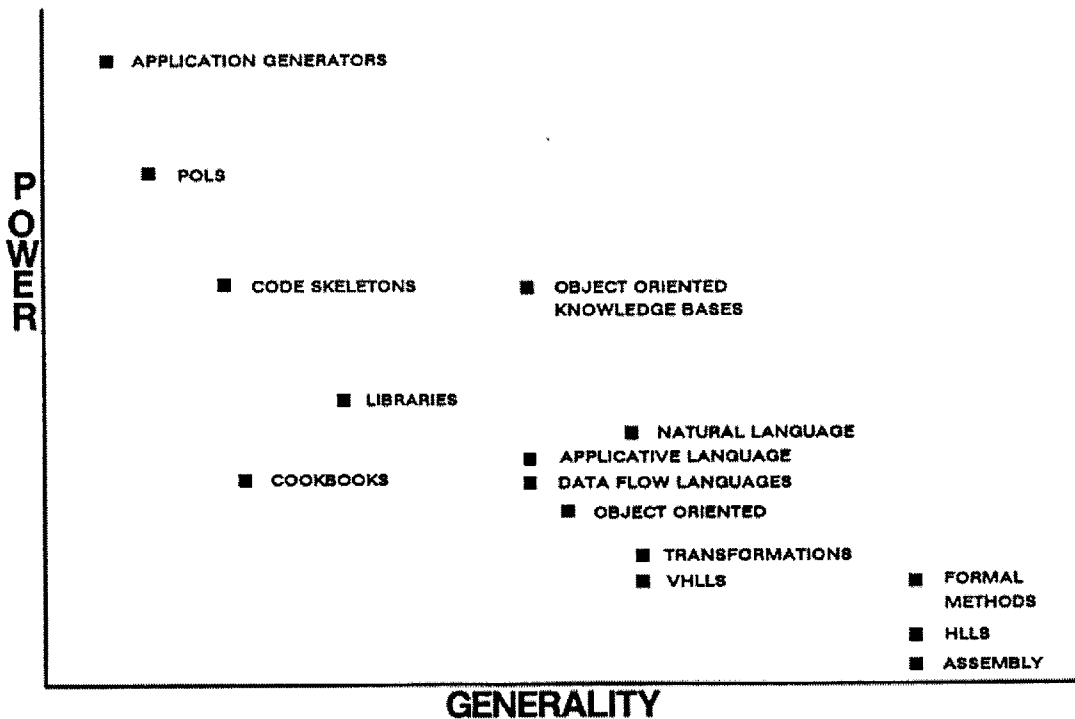 APPLICATION GENERATORS
POLS
POWER
CODE SKELETONS
OBJECT ORIENTED
KNOWLEDGE BASES
LIBRARIES
NATURAL LANGUAGE
APPLICATIVE LANGUAGE
COOKBOOKS
DATA FLOW LANGUAGES
OBJECT ORIENTED
TRANSFORMATIONS
VHLLS
FORMAL
METHODS
HLLS
ASSEMBLY
GENERALITY